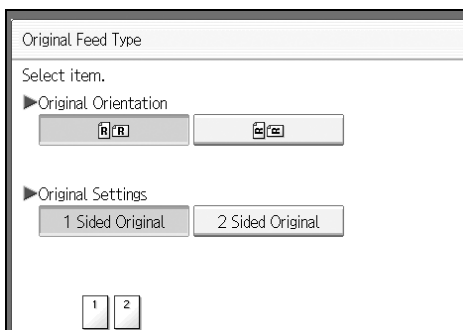 Original Feed Type
Select item.
▶Original Orientation
R R R R
▶Original Settings
1 Sided Original 2 Sided Original
1 2